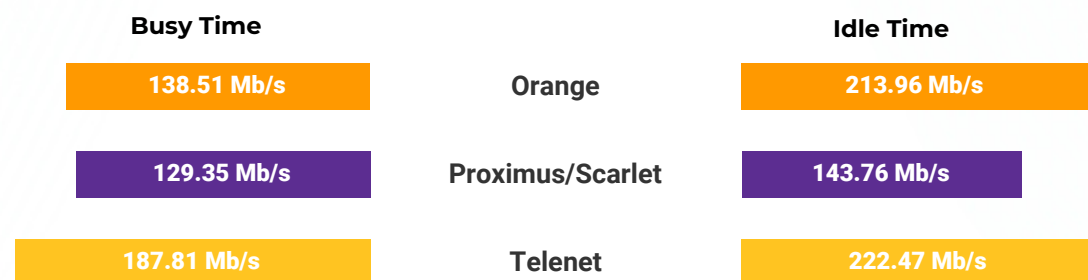 Busy Time
Idle Time
138.51 Mb/s
Orange
213.96 Mb/s
129.35 Mb/s
Proximus/Scarlet
143.76 Mb/s
187.81 Mb/s
Telenet
222.47 Mb/s